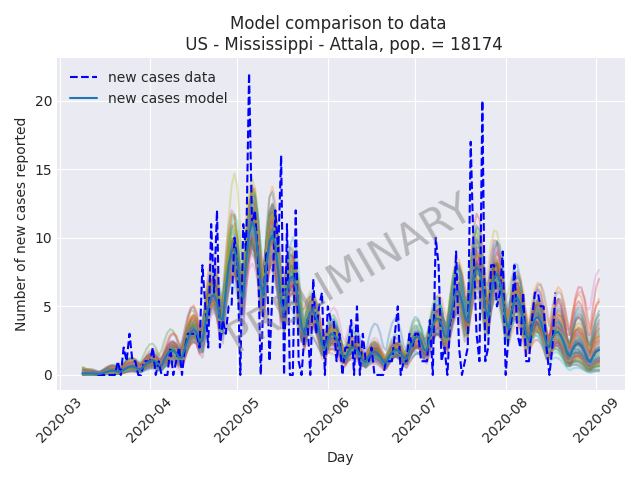 Model comparison to data
US - Mississippi - Attala, pop. = 18174
new cases data
new cases model
PRELIMINARY
Number of new cases reported
20
15
10
5
0
2020-03
2020-04
2020-05
2020-06
2020-07
2020-08
2020-09
Day